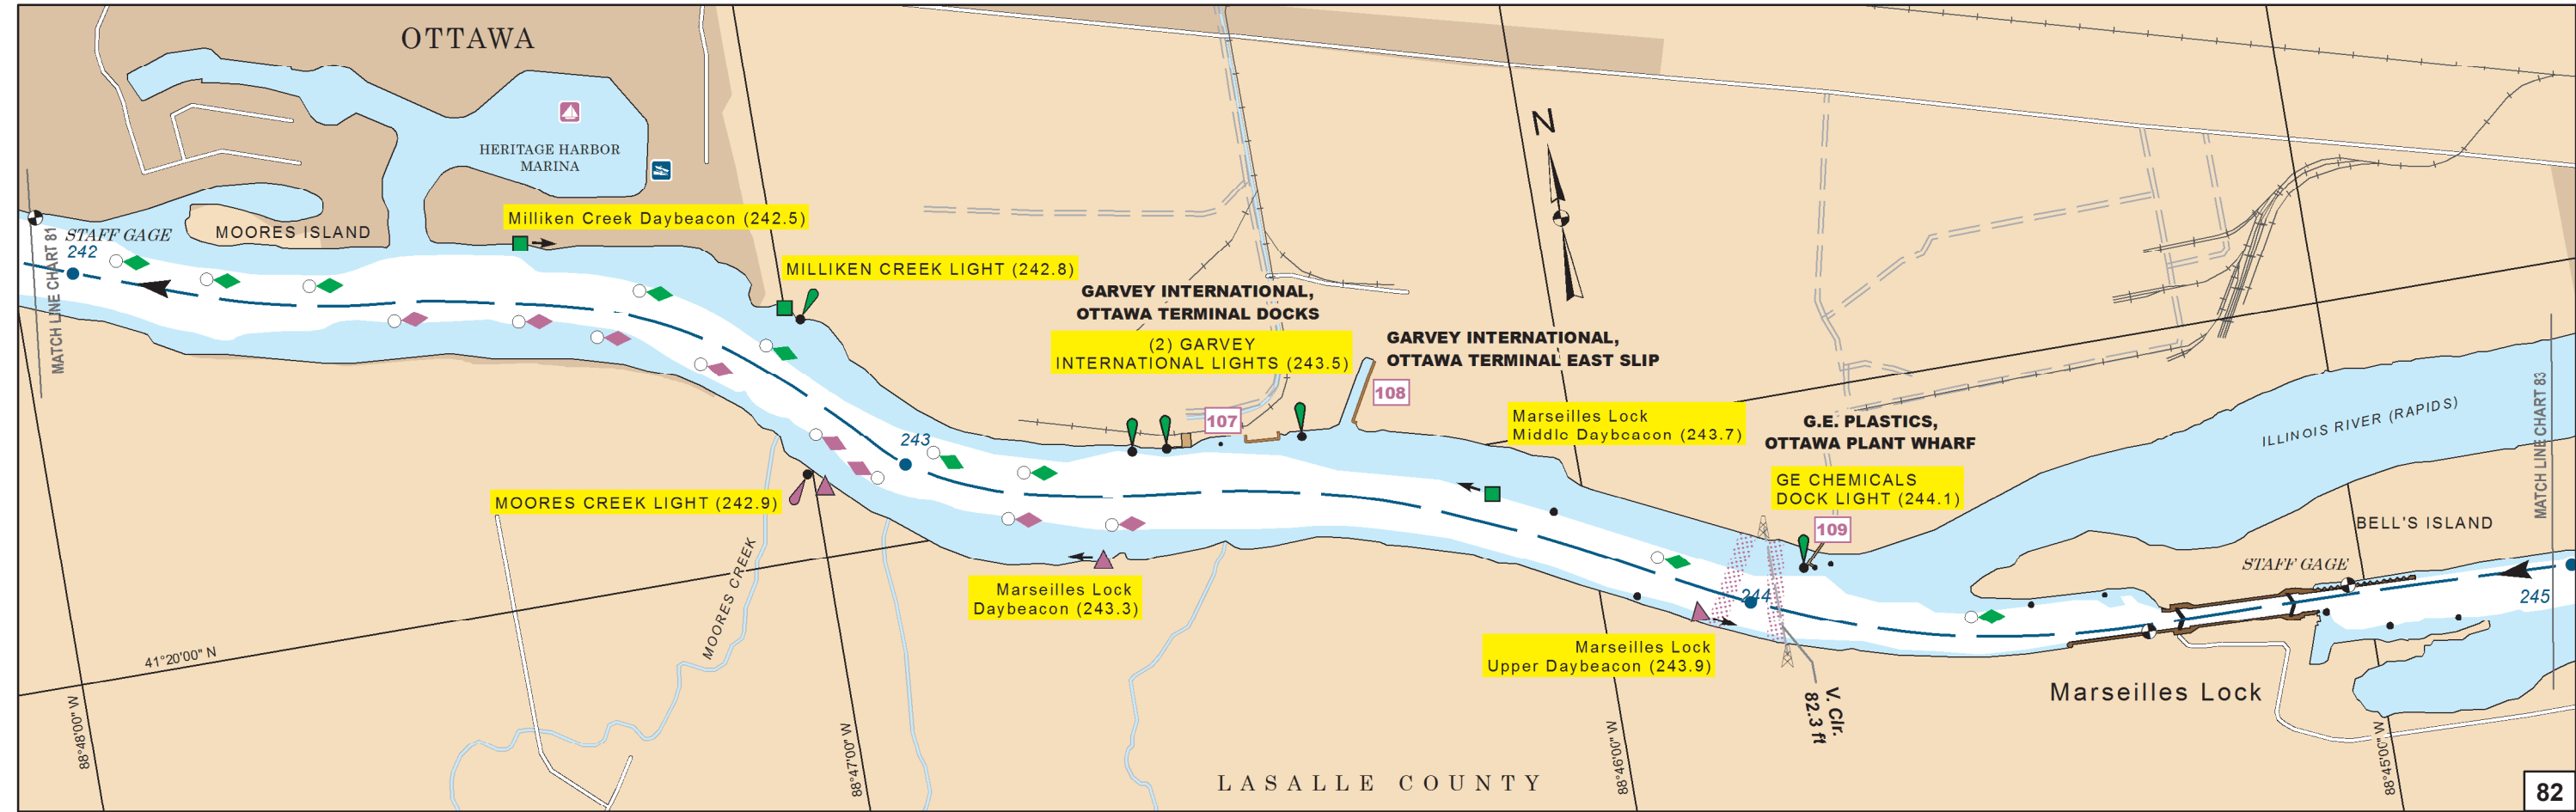 OTTAWA
HERITAGE HARBOR
MARINA
N
Milliken Creek Daybeacon (242.5)
STAFF GAGE
MOORES ISLAND
242
MATCH LINE CHART 81
MILLIKEN CREEK LIGHT (242.8)
GARVEY INTERNATIONAL,
OTTAWA TERMINAL DOCKS
(2) GARVEY
INTERNATIONAL LIGHTS (243.5)
GARVEY INTERNATIONAL,
OTTAWA TERMINAL EAST SLIP
108
107
Marseilles Lock
Middle Daybeacon (243.7)
G.E. PLASTICS,
OTTAWA PLANT WHARF
GE CHEMICALS
DOCK LIGHT (244.1)
109
ILLINOIS RIVER (RAPIDS)
MATCH LINE CHART 83
BELL'S ISLAND
STAFF GAGE
243
MOORES CREEK LIGHT (242.9)
Marseilles Lock
Daybeacon (243.3)
244
245
MOORES CREEK
Marseilles Lock
Upper Daybeacon (243.9)
41°20'00" N
V. Clr.
82.3 ft
Marseilles Lock
88°48'00" W
88°47'00" W
88°46'00" W
88°45'00" W
LASALLE COUNTY
82